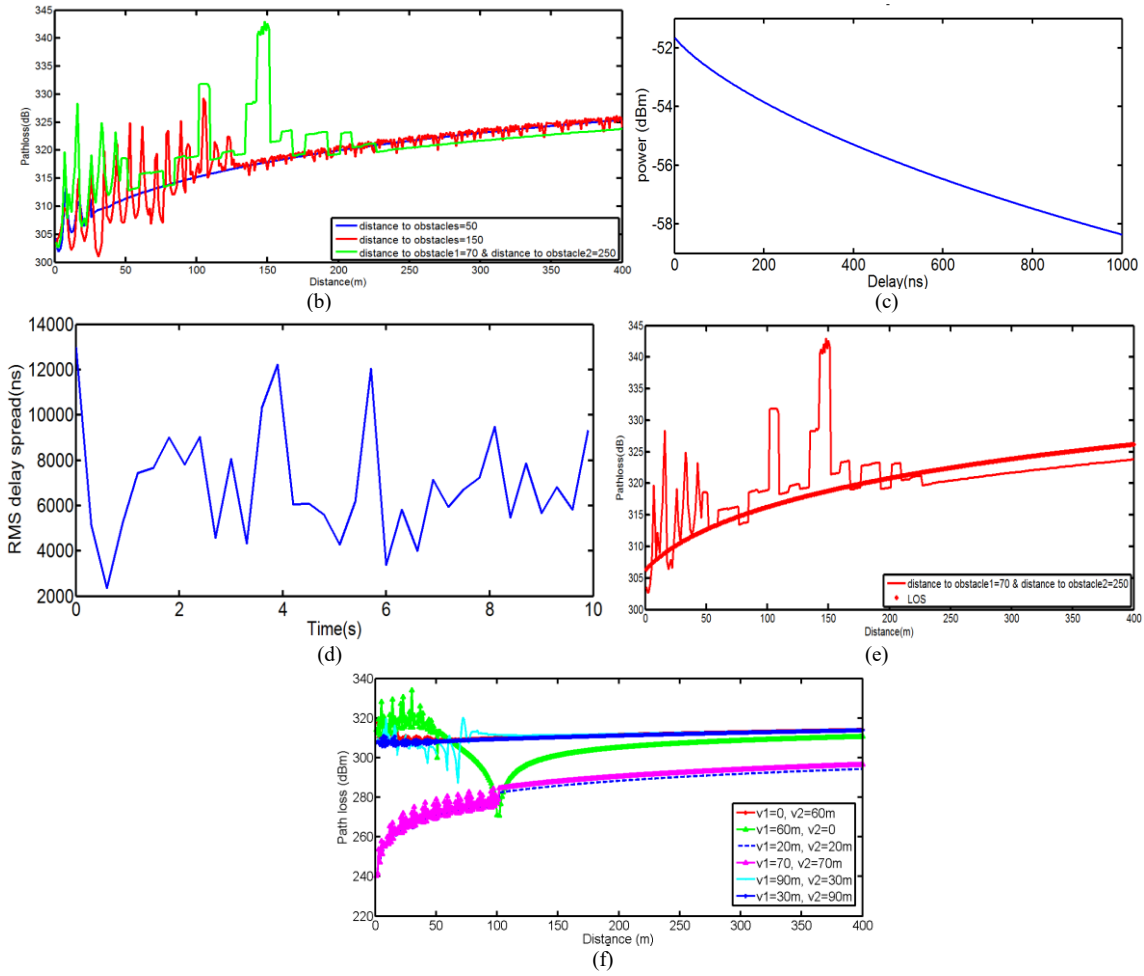 345
340
335
330
325
320
315
310
305
300
Pathloss(dB)
0 50 100 150 200 250 300 350 400
Distance(m)
distance to obstacles=50
distance to obstacles=150
distance to obstacle1=70 & distance to obstacle2=250
(b)
-52
-54
-56
-58
power (dBm)
0 200 400 600 800 1000
Delay(ns)
(c)
14000
12000
10000
8000
6000
4000
2000
RMS delay spread(ns)
0 2 4 6 8 10
Time(s)
(d)
345
340
335
330
325
320
315
310
305
300
Pathloss(dB)
0 50 100 150 200 250 300 350 400
Distance(m)
distance to obstacle1=70 & distance to obstacle2=250
LOS
(e)
340
320
300
280
260
240
220
Path loss (dBm)
0 50 100 150 200 250 300 350 400
Distance (m)
v1=0, v2=60m
v1=60m, v2=0
v1=20m, v2=20m
v1=70, v2=70m
v1=90m, v2=30m
v1=30m, v2=90m
(f)